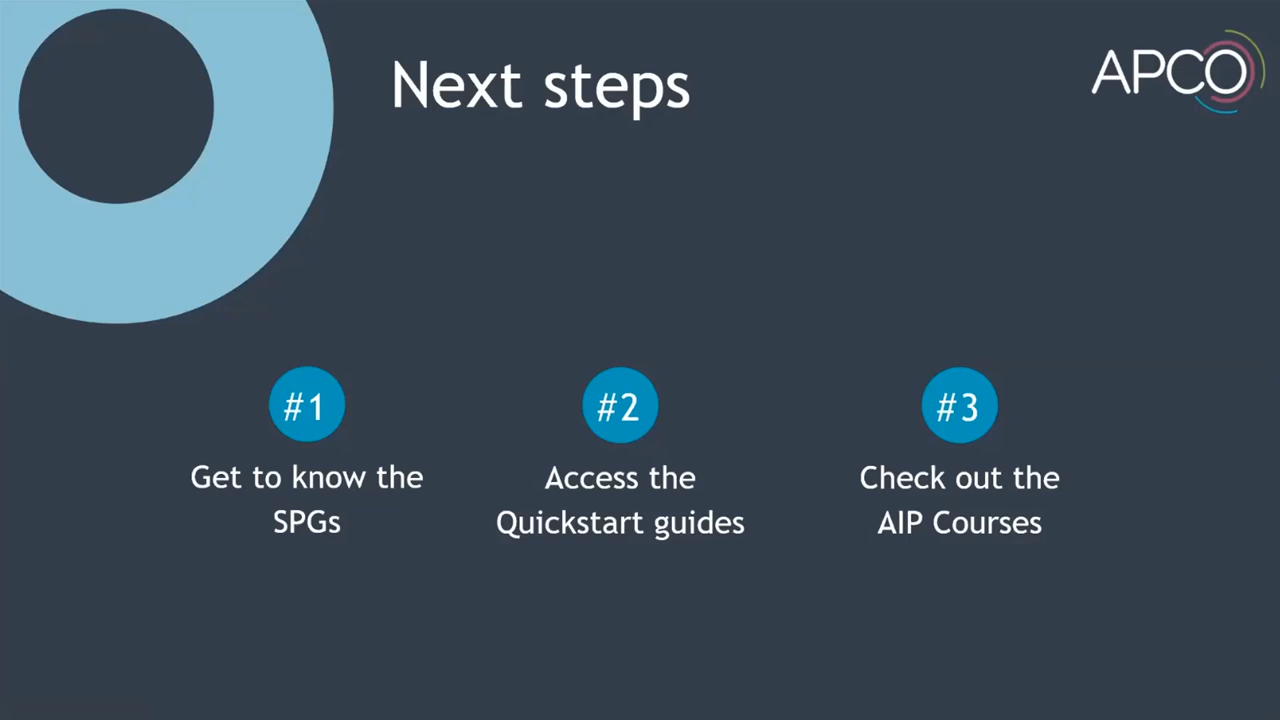 Next steps
APCO
#1
Get to know the
SPGs
#2
Access the
Quickstart guides
#3
Check out the
AIP Courses